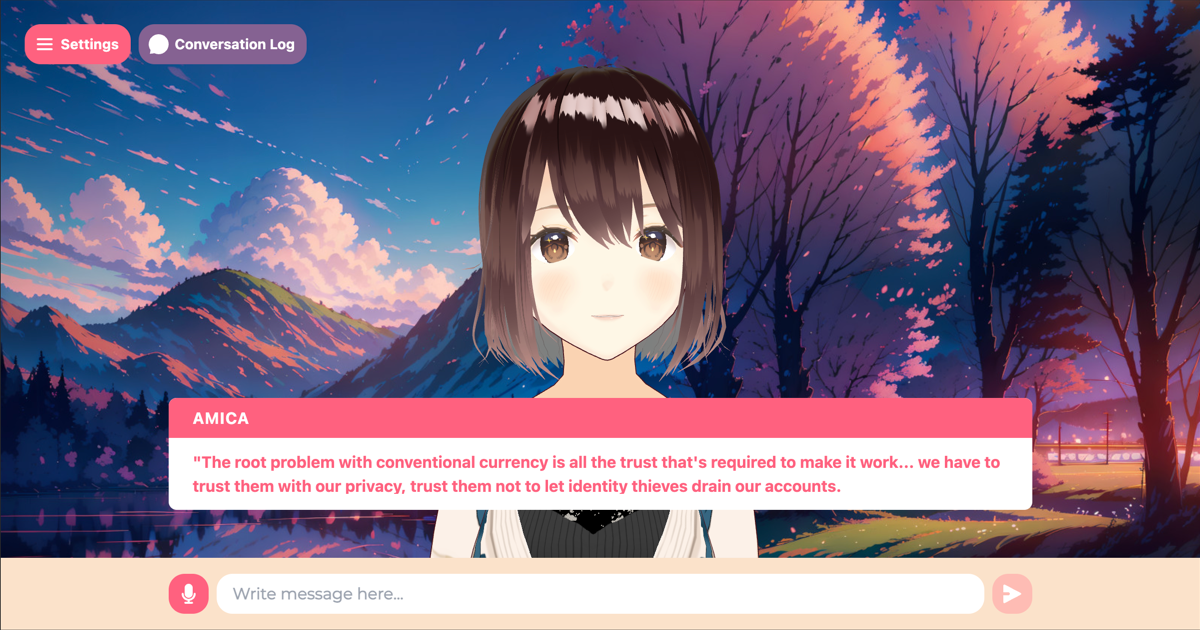 Settings
Conversation Log
AMICA
"The root problem with conventional currency is all the trust that's required to make it work... we have to
trust them with our privacy, trust them not to let identity thieves drain our accounts.
Write message here...